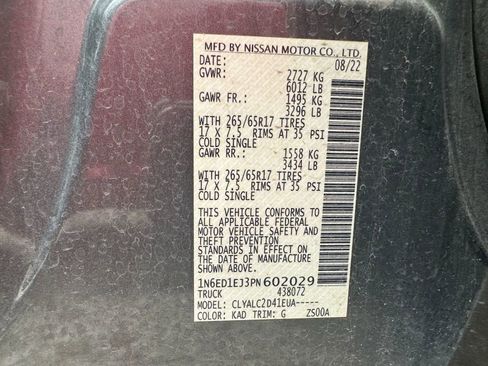 MFD BY NISSAN MOTOR CO., LTD.
DATE: 08/22
GVWR: 2727 KG
6012 LB
GAWR FR.: 1495 KG
3296 LB
WITH 265/65R17 TIRES
17 X 7.5 RIMS AT 35 PSI
COLD SINGLE
GAWR RR.: 1558 KG
3434 LB
WITH 265/65R17 TIRES
17 X 7.5 RIMS AT 35 PSI
COLD SINGLE
THIS VEHICLE CONFORMS TO
ALL APPLICABLE FEDERAL
MOTOR VEHICLE SAFETY AND
THEFT PREVENTION
STANDARDS IN EFFECT ON
THE DATE OF MANUFACTURE
SHOWN ABOVE.
1N6ED1EJ3PN602029
TRUCK 438072
MODEL: CLYALC2D41EUA-----
COLOR: KAD TRIM: G ZS00A